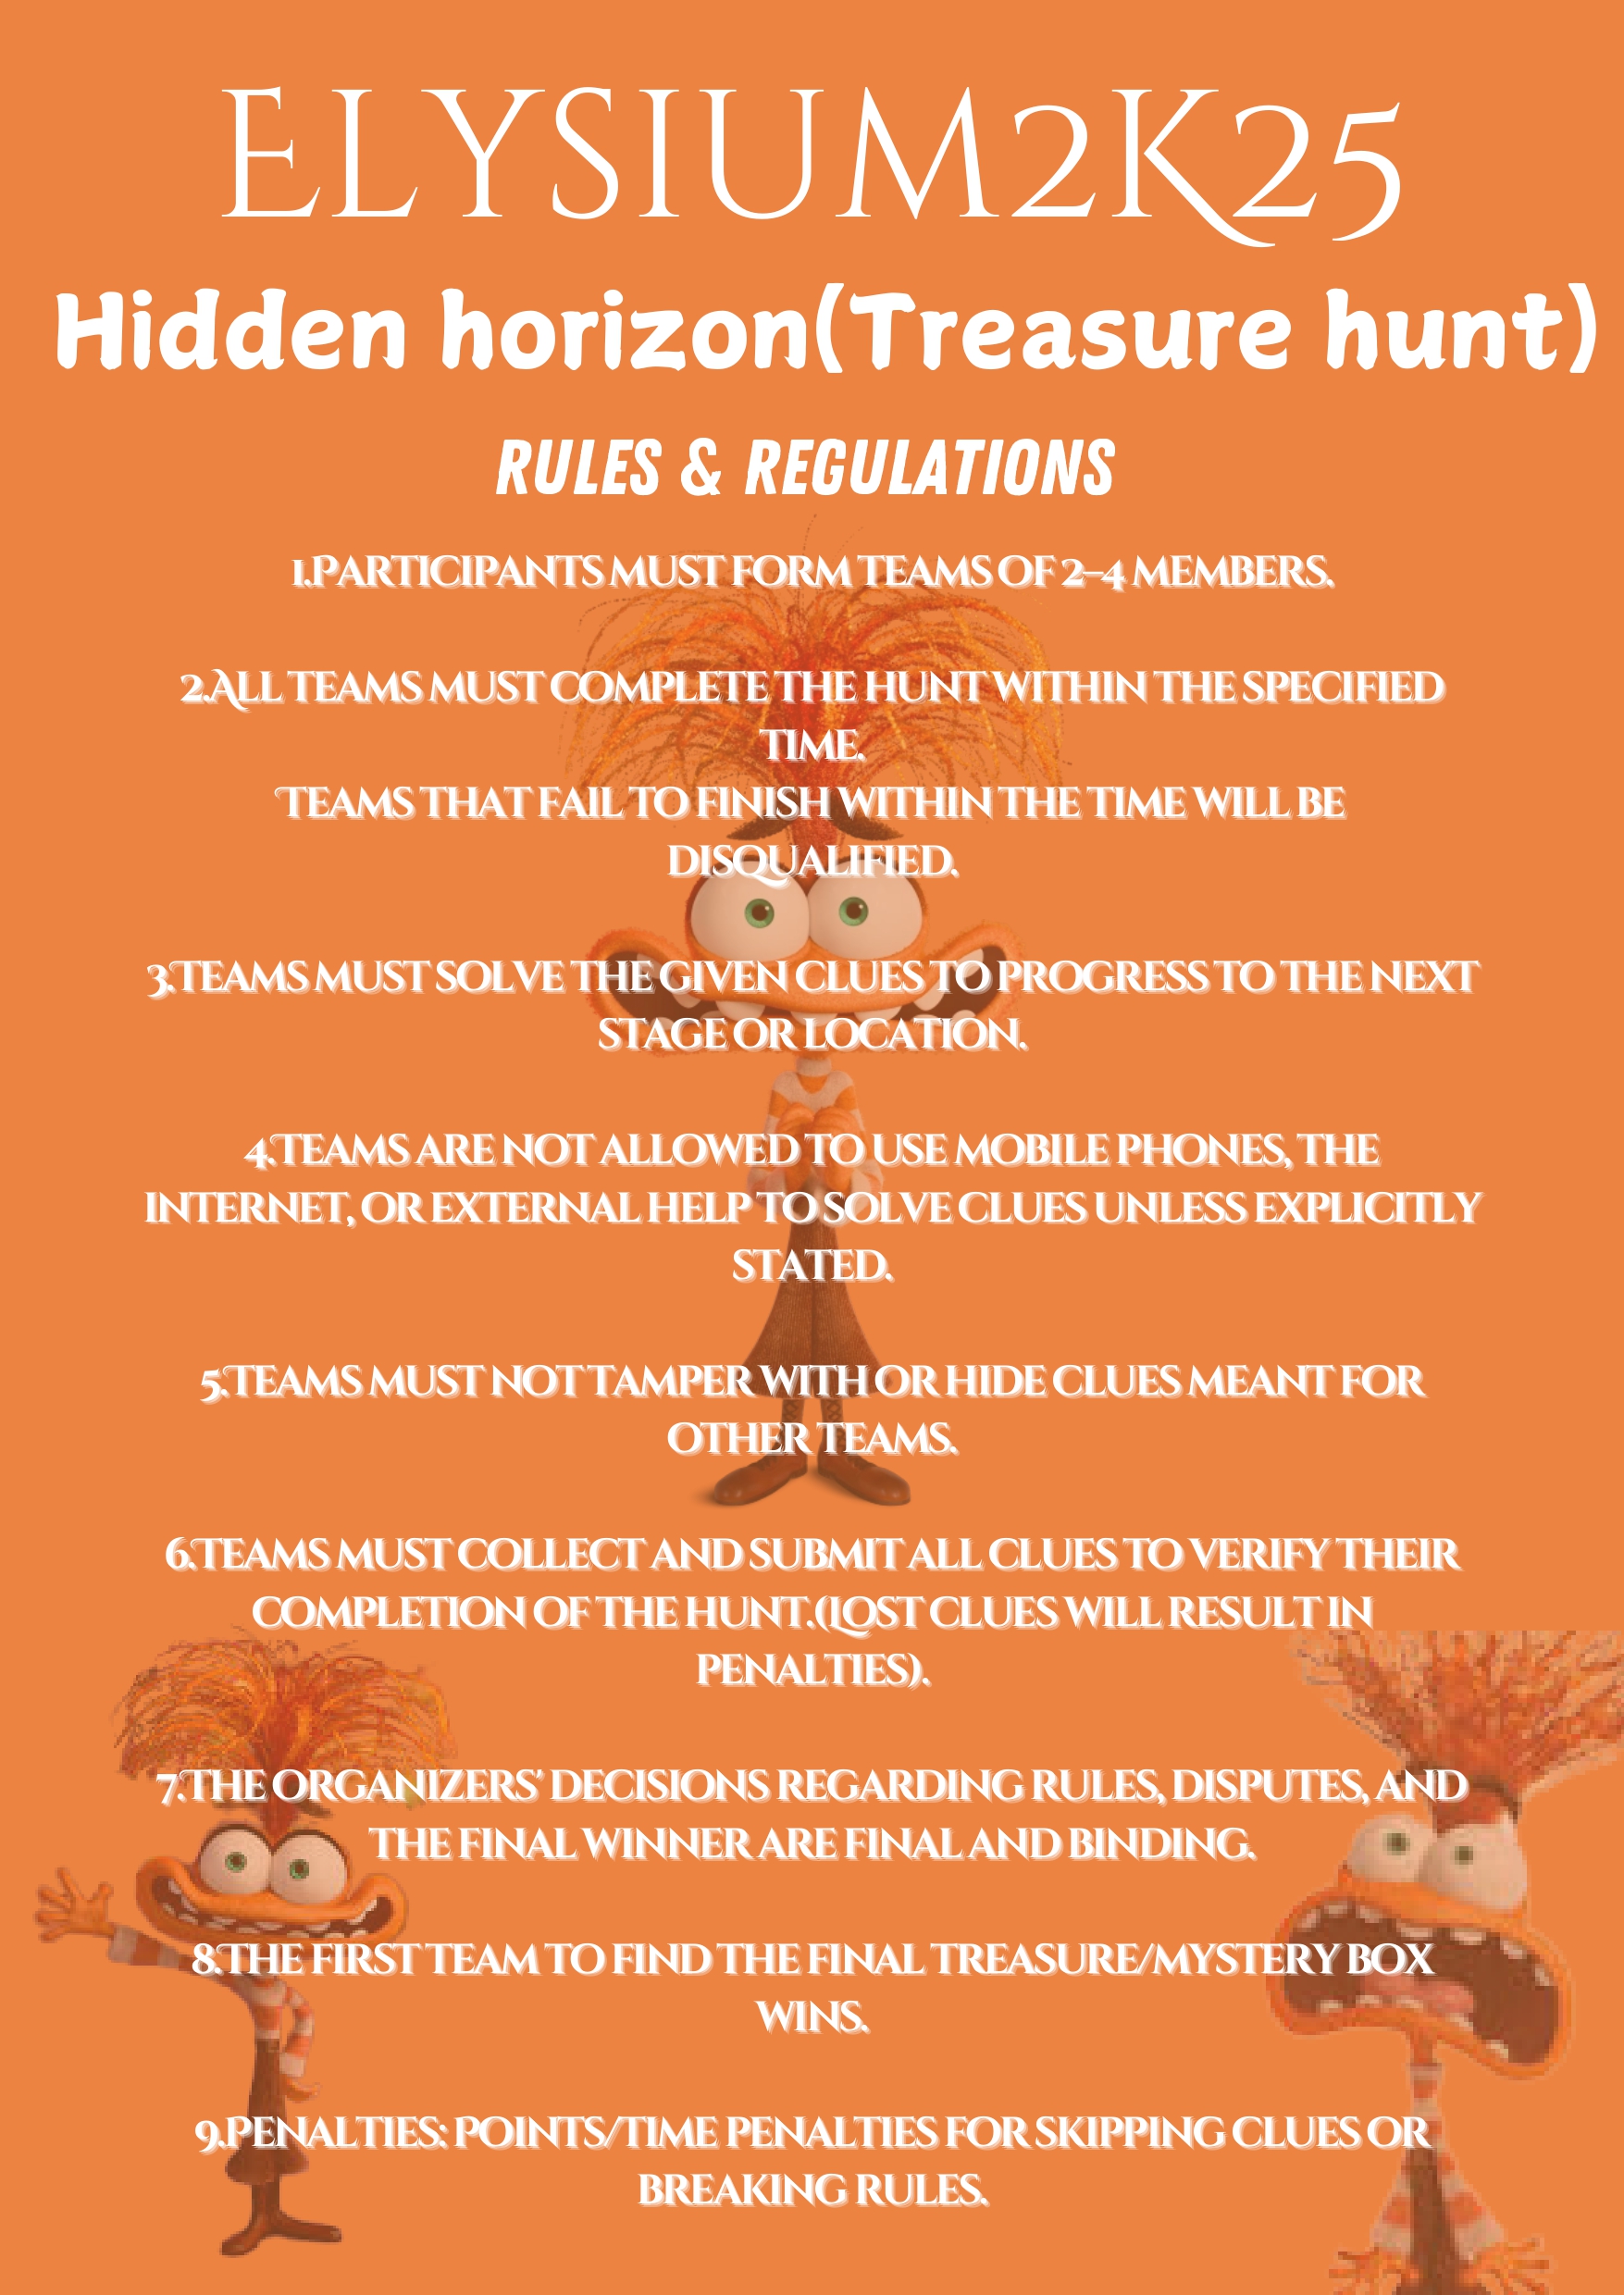 ELYSIUM2K25
Hidden horizon(Treasure hunt)
RULES & REGULATIONS
1.PARTICIPANTS MUST FORM TEAMS OF 2–4 MEMBERS.
2.ALL TEAMS MUST COMPLETE THE HUNT WITHIN THE SPECIFIED
TIME.
TEAMS THAT FAIL TO FINISH WITHIN THE TIME WILL BE
DISQUALIFIED.
3.TEAMS MUST SOLVE THE GIVEN CLUES TO PROGRESS TO THE NEXT
STAGE OR LOCATION.
4.TEAMS ARE NOT ALLOWED TO USE MOBILE PHONES, THE
INTERNET, OR EXTERNAL HELP TO SOLVE CLUES UNLESS EXPLICITLY
STATED.
5.TEAMS MUST NOT TAMPER WITH OR HIDE CLUES MEANT FOR
OTHER TEAMS.
6.TEAMS MUST COLLECT AND SUBMIT ALL CLUES TO VERIFY THEIR
COMPLETION OF THE HUNT.(LOST CLUES WILL RESULT IN
PENALTIES).
7.THE ORGANIZERS' DECISIONS REGARDING RULES, DISPUTES, AND
THE FINAL WINNER ARE FINAL AND BINDING.
8.THE FIRST TEAM TO FIND THE FINAL TREASURE/MYSTERY BOX
WINS.
9.PENALTIES: POINTS/TIME PENALTIES FOR SKIPPING CLUES OR
BREAKING RULES.